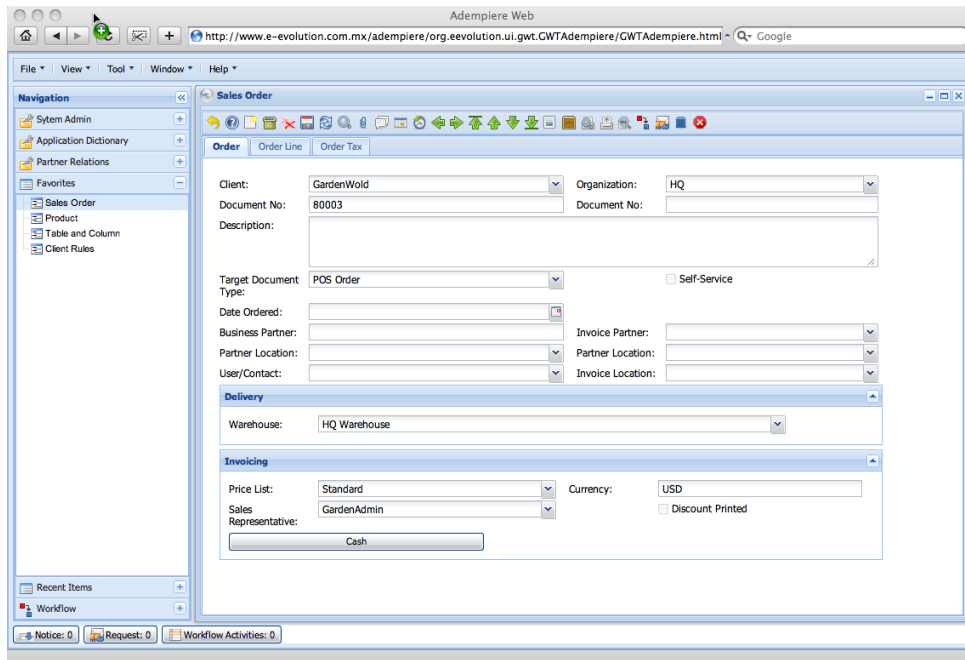 Adempiere Web
http://www.e-evolution.com.mx/adempiere/org.eevolution.ui.gwt.GWTAdempiere/GWTAdempiere.html
Google
File View Tool Window Help
Navigation
Sytem Admin
Application Dictionary
Partner Relations
Favorites
Sales Order
Product
Table and Column
Client Rules
Recent Items
Workflow
Sales Order
Order Order Line Order Tax
Client: GardenWold Organization: HQ
Document No: 80003 Document No:
Description:
Target Document POS Order Self-Service
Type:
Date Ordered:
Business Partner: Invoice Partner:
Partner Location: Partner Location:
User/Contact: Invoice Location:
Delivery
Warehouse: HQ Warehouse
Invoicing
Price List: Standard Currency: USD
Sales GardenAdmin Discount Printed
Representative:
Cash
Notice: 0 Request: 0 Workflow Activities: 0